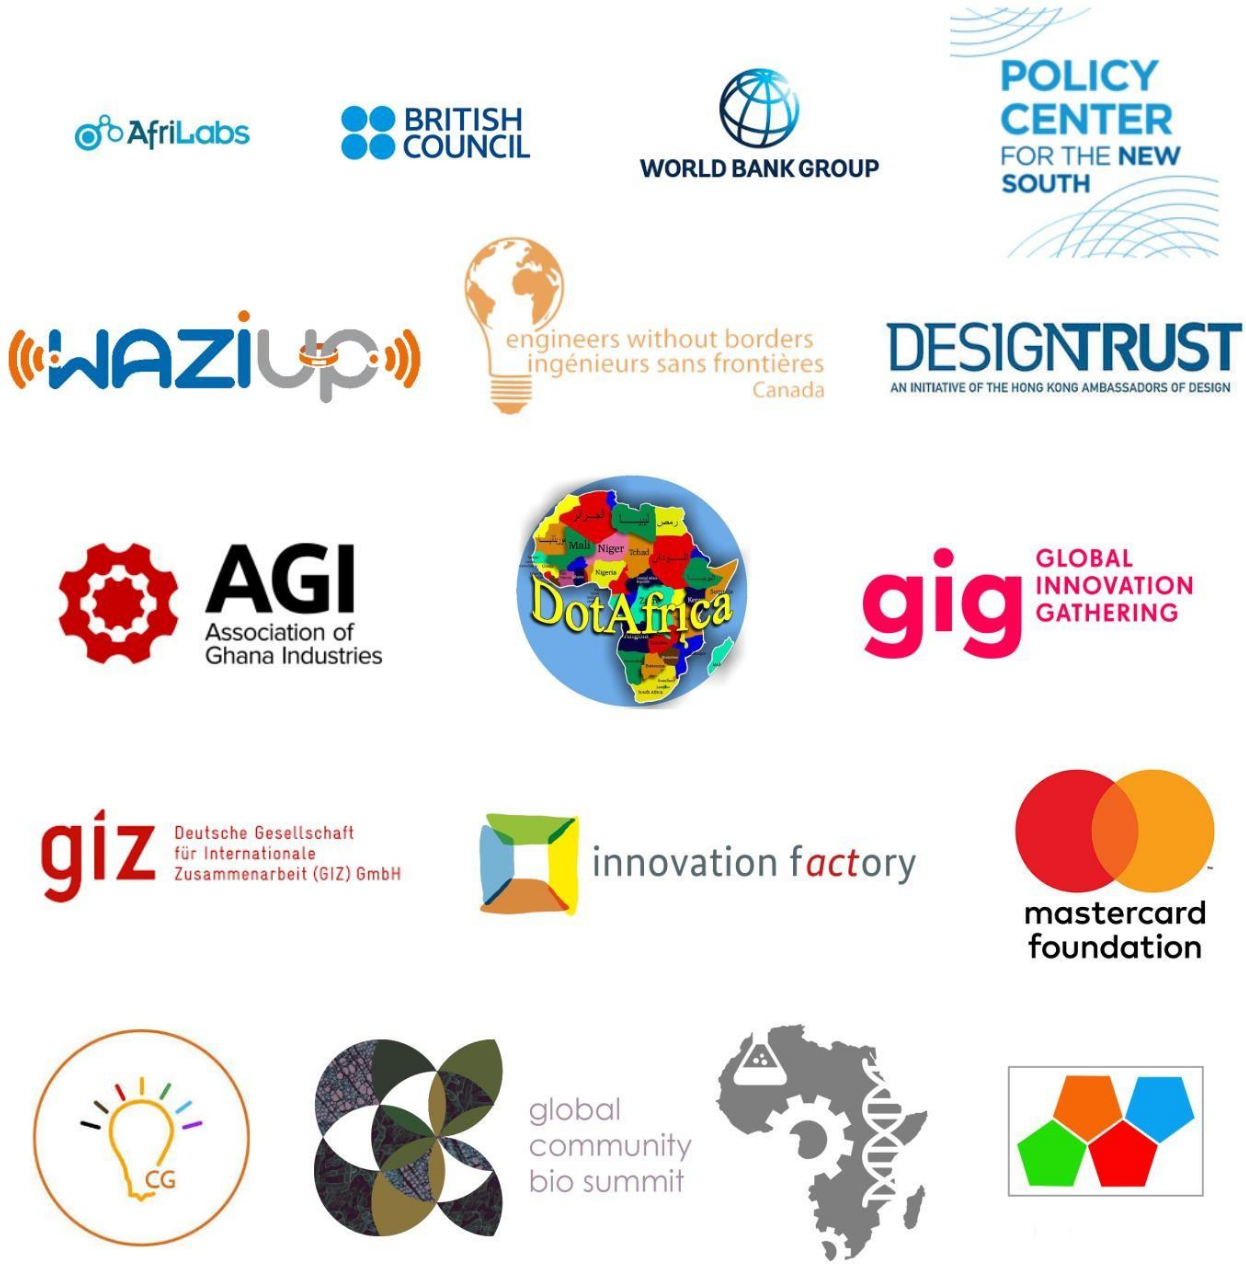 AfriLabs
BRITISH
COUNCIL
WORLD BANK GROUP
POLICY
CENTER
FOR THE NEW
SOUTH
WAZIUP
engineers without borders
ingénieurs sans frontières
Canada
DESIGNTRUST
AN INITIATIVE OF THE HONG KONG AMBASSADORS OF DESIGN
AGI
Association of
Ghana Industries
ليبيا
Mali
Niger
Tchad
Nigeria
DotAfrica
South Africa
gig
GLOBAL
INNOVATION
GATHERING
giz
Deutsche Gesellschaft
für Internationale
Zusammenarbeit (GIZ) GmbH
innovation factory
mastercard
foundation
CG
global
community
bio summit